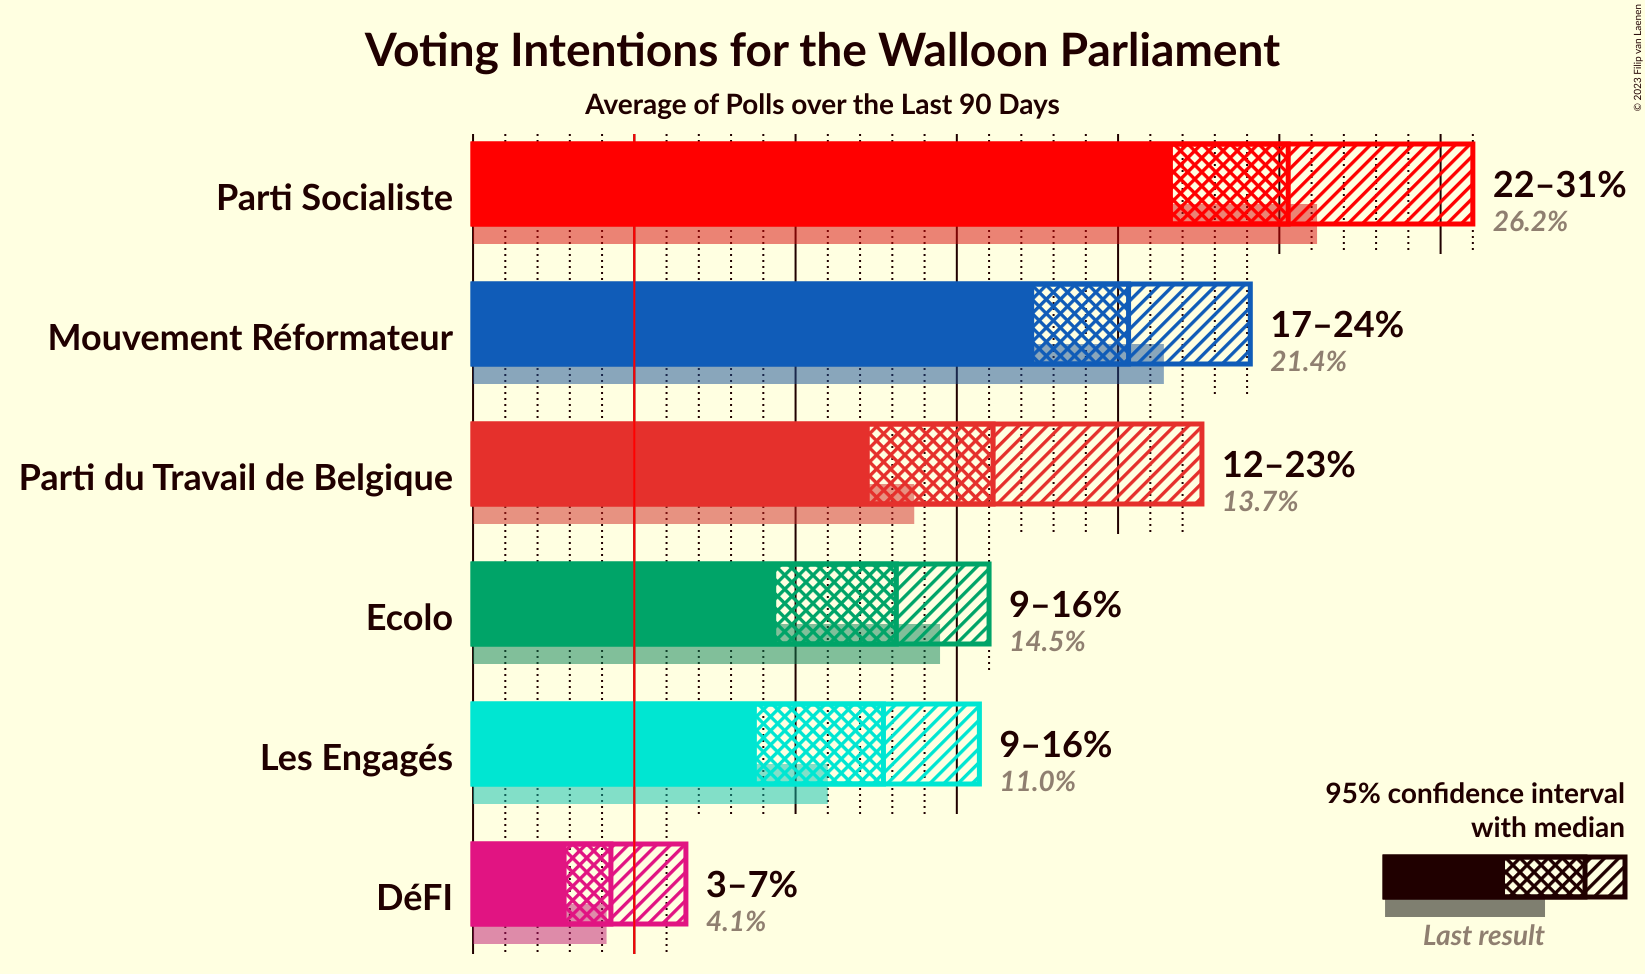 Voting Intentions for the Walloon Parliament
Average of Polls over the Last 90 Days
© 2023 Filip van Laenen
Parti Socialiste
22–31%
26.2%
Mouvement Réformateur
17–24%
21.4%
Parti du Travail de Belgique
12–23%
13.7%
Ecolo
9–16%
14.5%
Les Engagés
9–16%
11.0%
DéFI
3–7%
4.1%
95% confidence interval
with median
Last result